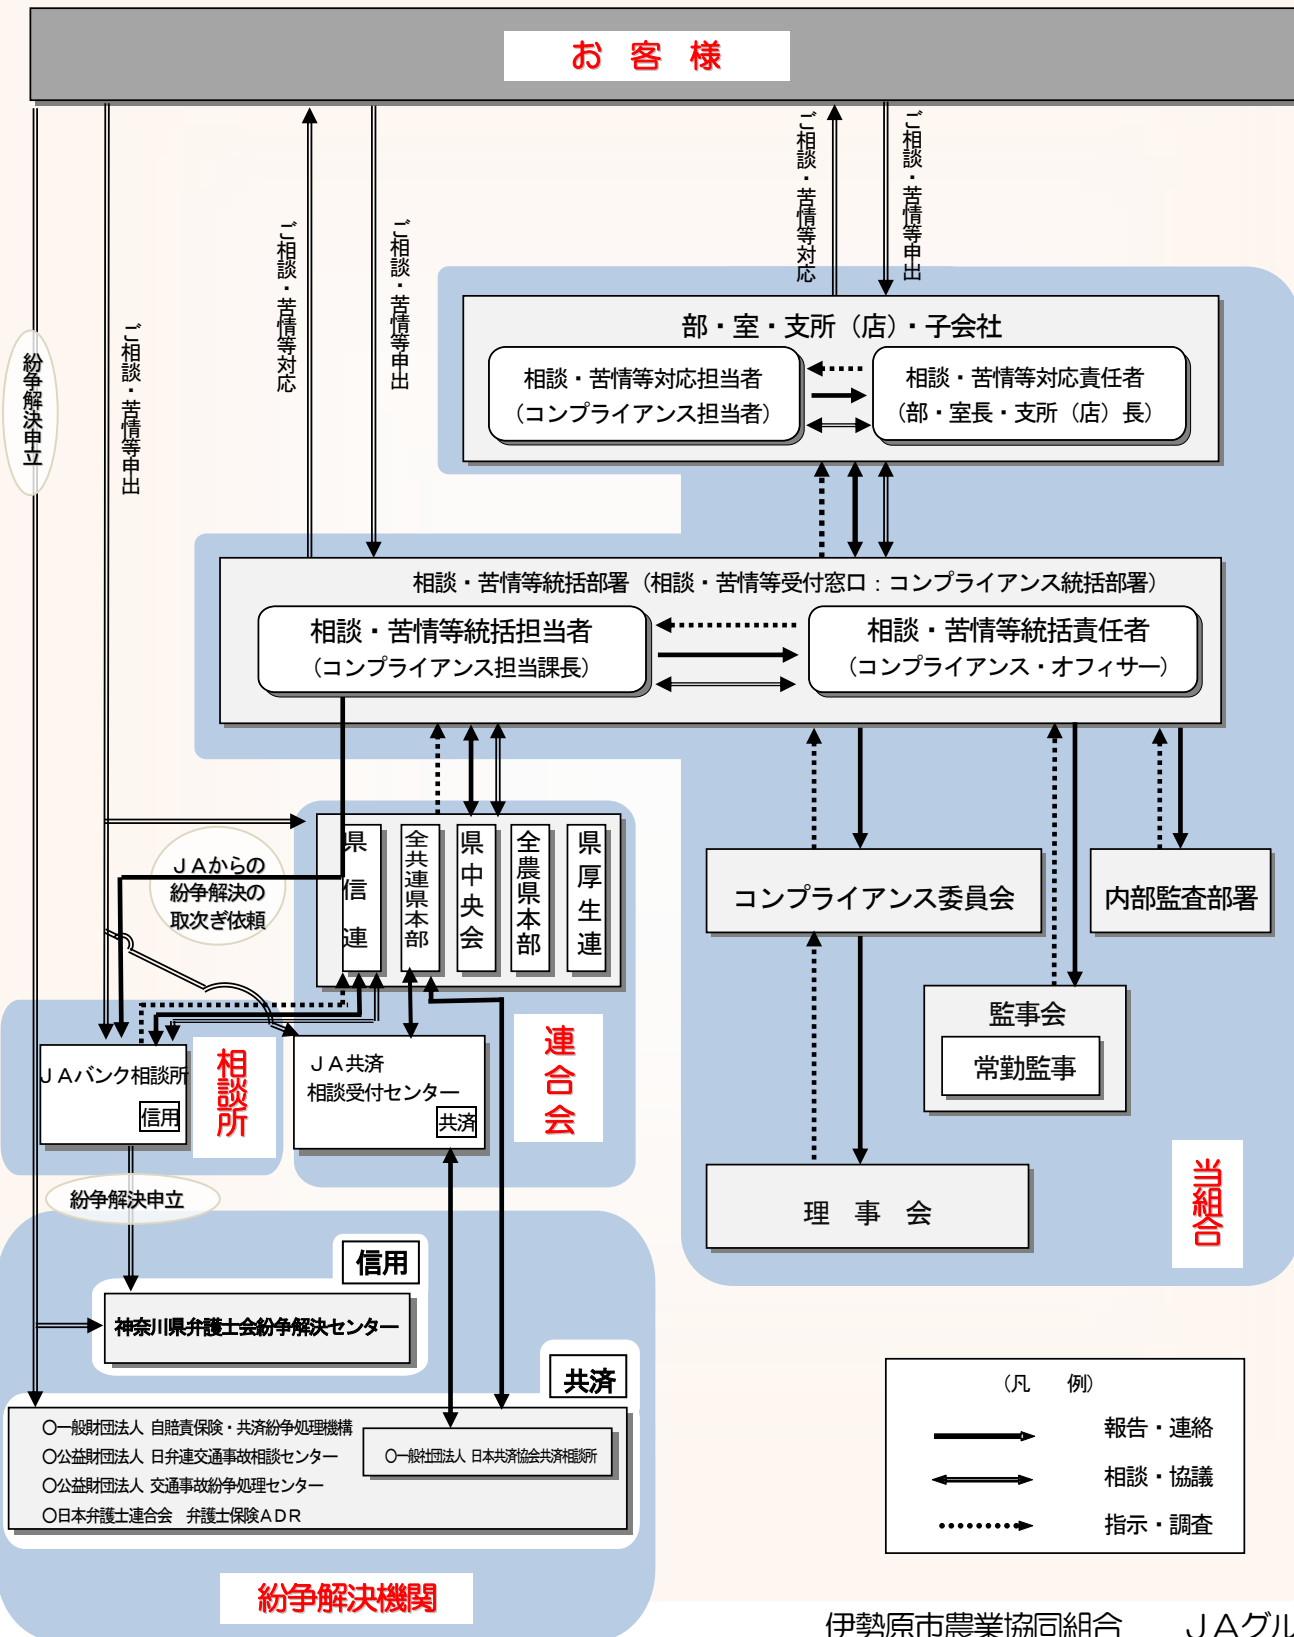 お 客 様
ご相談・苦情等対応
ご相談・苦情等申出
ご相談・苦情等対応
ご相談・苦情等申出
ご相談・苦情等申出
紛争解決申立
部・室・支所（店）・子会社
相談・苦情等対応担当者
（コンプライアンス担当者）
相談・苦情等対応責任者
（部・室長・支所（店）長）
相談・苦情等統括部署（相談・苦情等受付窓口：コンプライアンス統括部署）
相談・苦情等統括担当者
（コンプライアンス担当課長）
相談・苦情等統括責任者
（コンプライアンス・オフィサー）
ＪＡからの
紛争解決の
取次ぎ依頼
県信連
全共連県本部
県中央会
全農県本部
県厚生連
コンプライアンス委員会
内部監査部署
監事会
常勤監事
理 事 会
当組合
連合会
相談所
ＪＡバンク相談所
信用
ＪＡ共済
相談受付センター
共済
紛争解決申立
信用
神奈川県弁護士会紛争解決センター
共済
〇一般財団法人 自賠責保険・共済紛争処理機構
〇公益財団法人 日弁連交通事故相談センター
〇公益財団法人 交通事故紛争処理センター
〇日本弁護士連合会 弁護士保険ＡＤＲ
〇一般社団法人 日本共済協会共済相談所
紛争解決機関
（凡 例）
報告・連絡
相談・協議
指示・調査
伊勢原市農業協同組合 ＪＡグル